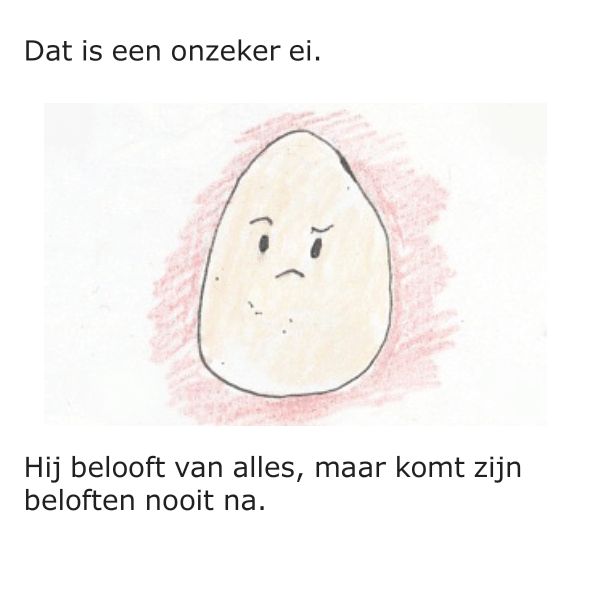 Dat is een onzeker ei.
Hij belooft van alles, maar komt zijn
beloften nooit na.